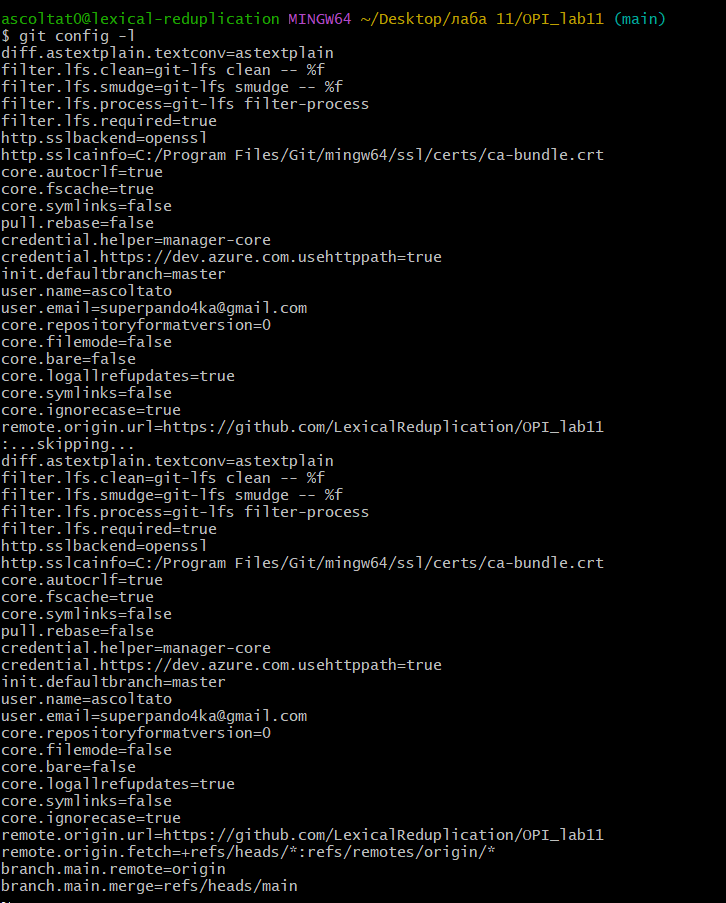 ascoltat0@lexical-reduplication MINGW64 ~/Desktop/лаба 11/OPI_lab11 (main)
$ git config -l
diff.astextplain.textconv=astextplain
filter.lfs.clean=git-lfs clean -- %f
filter.lfs.smudge=git-lfs smudge -- %f
filter.lfs.process=git-lfs filter-process
filter.lfs.required=true
http.sslbackend=openssl
http.sslcainfo=C:/Program Files/Git/mingw64/ssl/certs/ca-bundle.crt
core.autocrlf=true
core.fscache=true
core.symlinks=false
pull.rebase=false
credential.helper=manager-core
credential.https://dev.azure.com.usehttppath=true
init.defaultbranch=master
user.name=ascoltato
user.email=superpando4ka@gmail.com
core.repositoryformatversion=0
core.filemode=false
core.bare=false
core.logallrefupdates=true
core.symlinks=false
core.ignorecase=true
remote.origin.url=https://github.com/LexicalReduplication/OPI_lab11
:...skipping...
diff.astextplain.textconv=astextplain
filter.lfs.clean=git-lfs clean -- %f
filter.lfs.smudge=git-lfs smudge -- %f
filter.lfs.process=git-lfs filter-process
filter.lfs.required=true
http.sslbackend=openssl
http.sslcainfo=C:/Program Files/Git/mingw64/ssl/certs/ca-bundle.crt
core.autocrlf=true
core.fscache=true
core.symlinks=false
pull.rebase=false
credential.helper=manager-core
credential.https://dev.azure.com.usehttppath=true
init.defaultbranch=master
user.name=ascoltato
user.email=superpando4ka@gmail.com
core.repositoryformatversion=0
core.filemode=false
core.bare=false
core.logallrefupdates=true
core.symlinks=false
core.ignorecase=true
remote.origin.url=https://github.com/LexicalReduplication/OPI_lab11
remote.origin.fetch=+refs/heads/*:refs/remotes/origin/*
branch.main.remote=origin
branch.main.merge=refs/heads/main